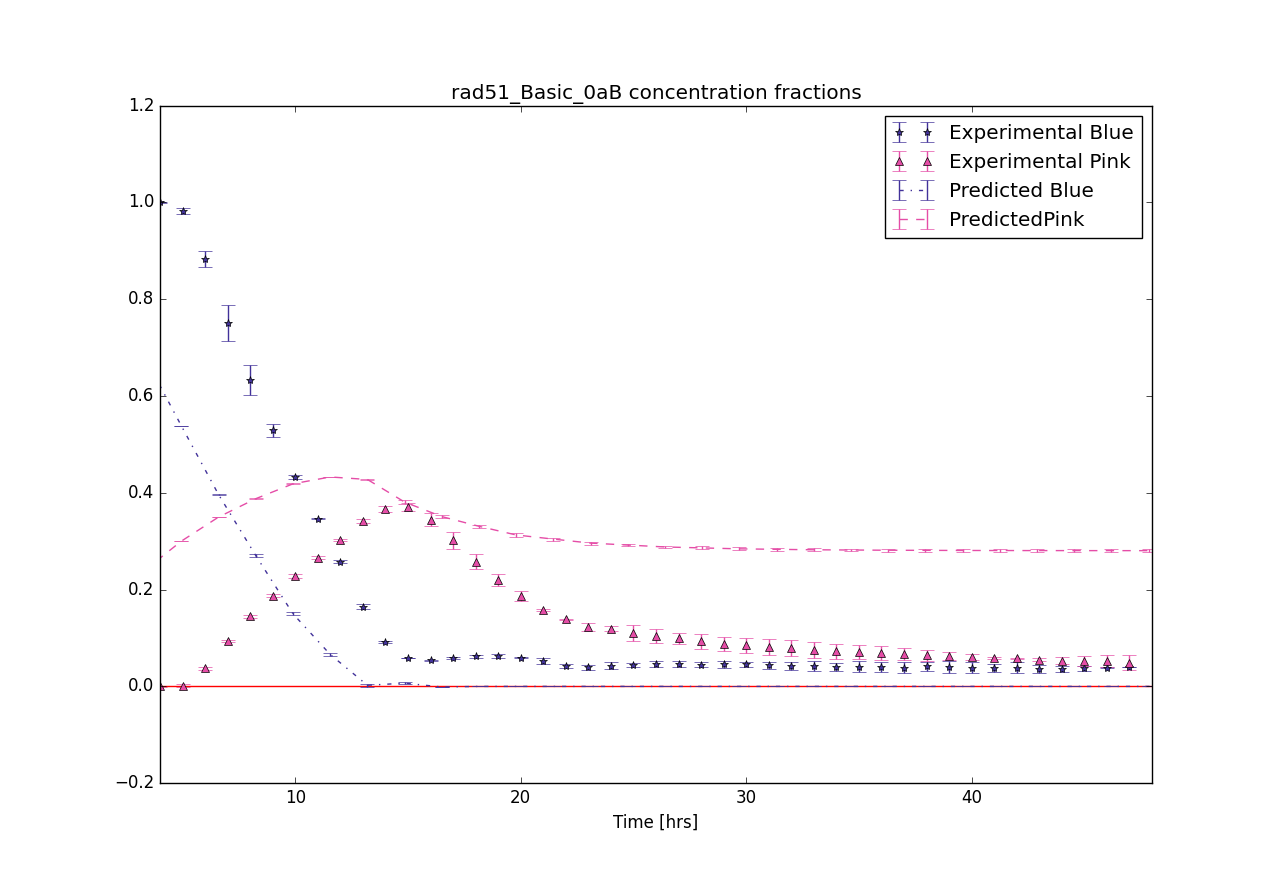 rad51_Basic_0aB concentration fractions
1.2
1.0
0.8
0.6
0.4
0.2
0.0
−0.2
10
20
30
40
Time [hrs]
Experimental Blue
Experimental Pink
Predicted Blue
PredictedPink